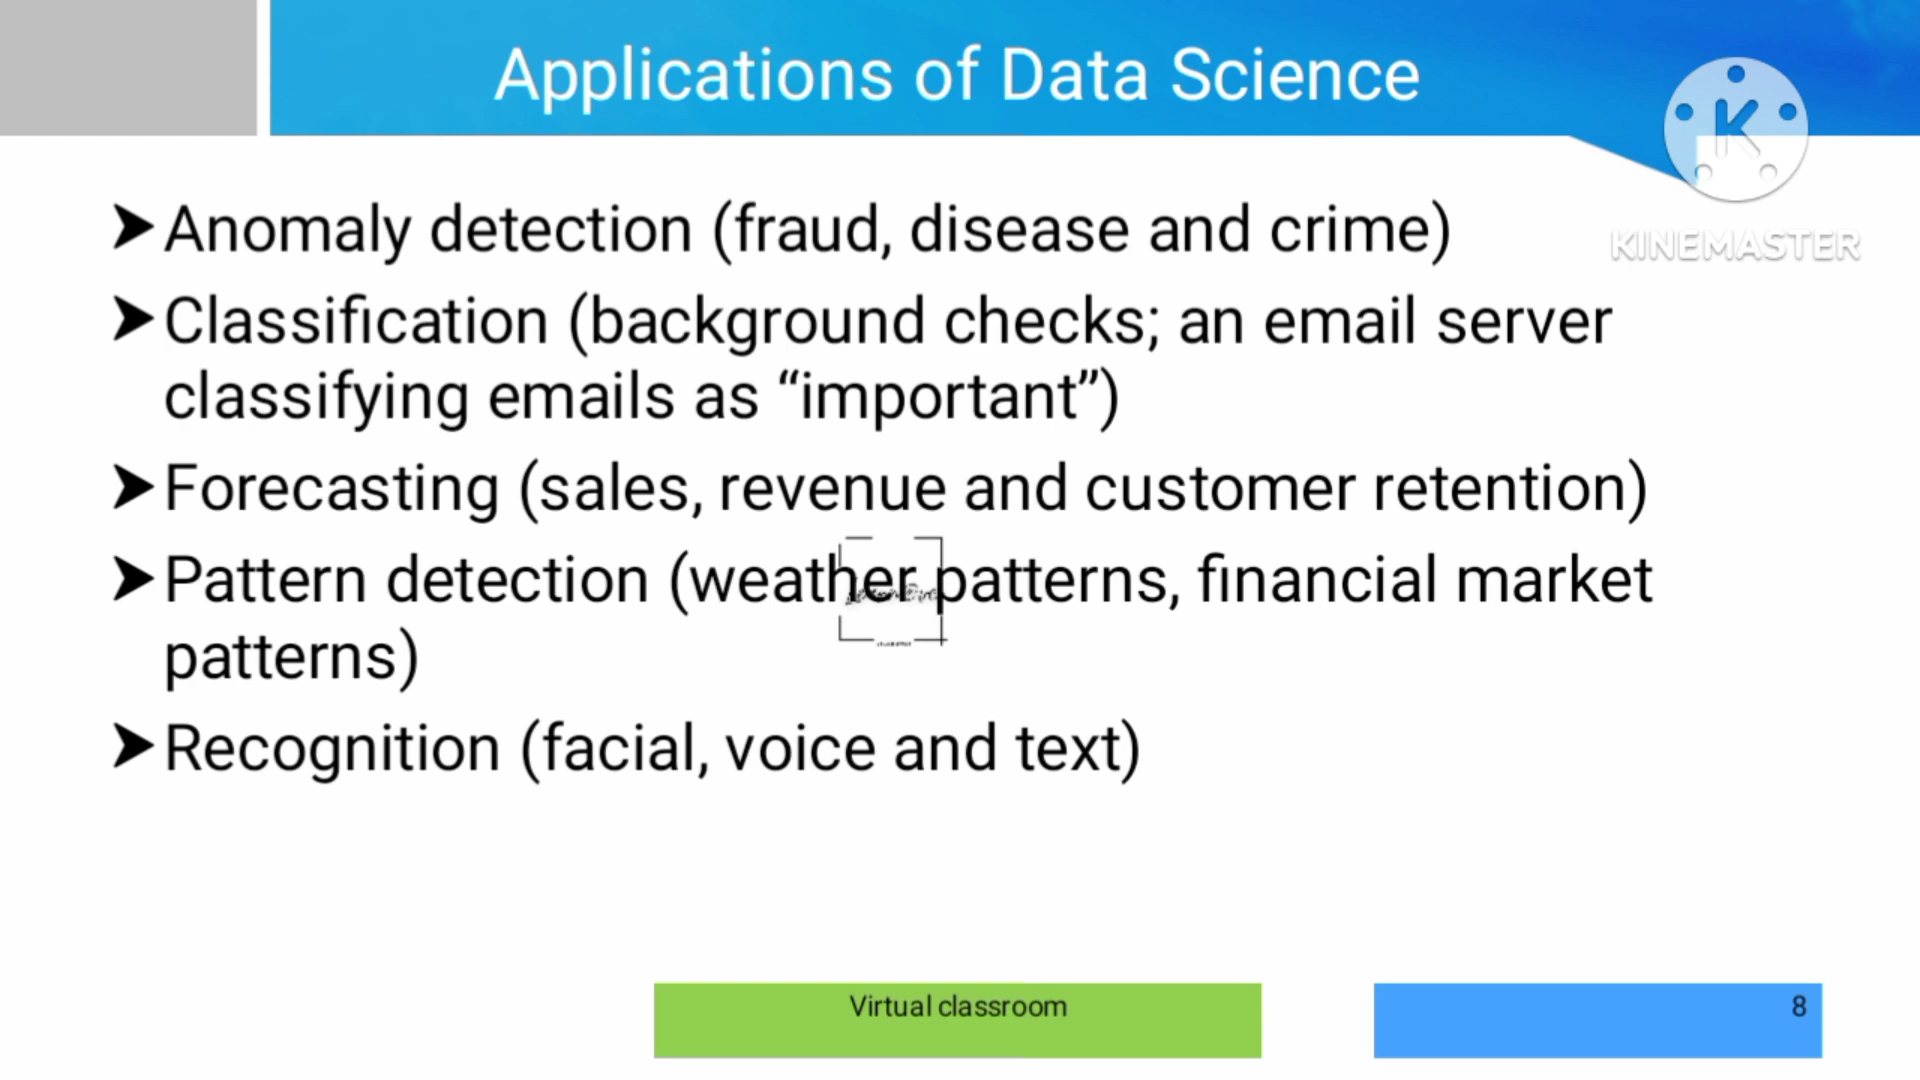 Applications of Data Science
K
KINEMASTER
➤Anomaly detection (fraud, disease and crime)
➤Classification (background checks; an email server
classifying emails as “important”)
➤Forecasting (sales, revenue and customer retention)
➤Pattern detection (weather patterns, financial market
patterns)
➤Recognition (facial, voice and text)
Virtual classroom
8